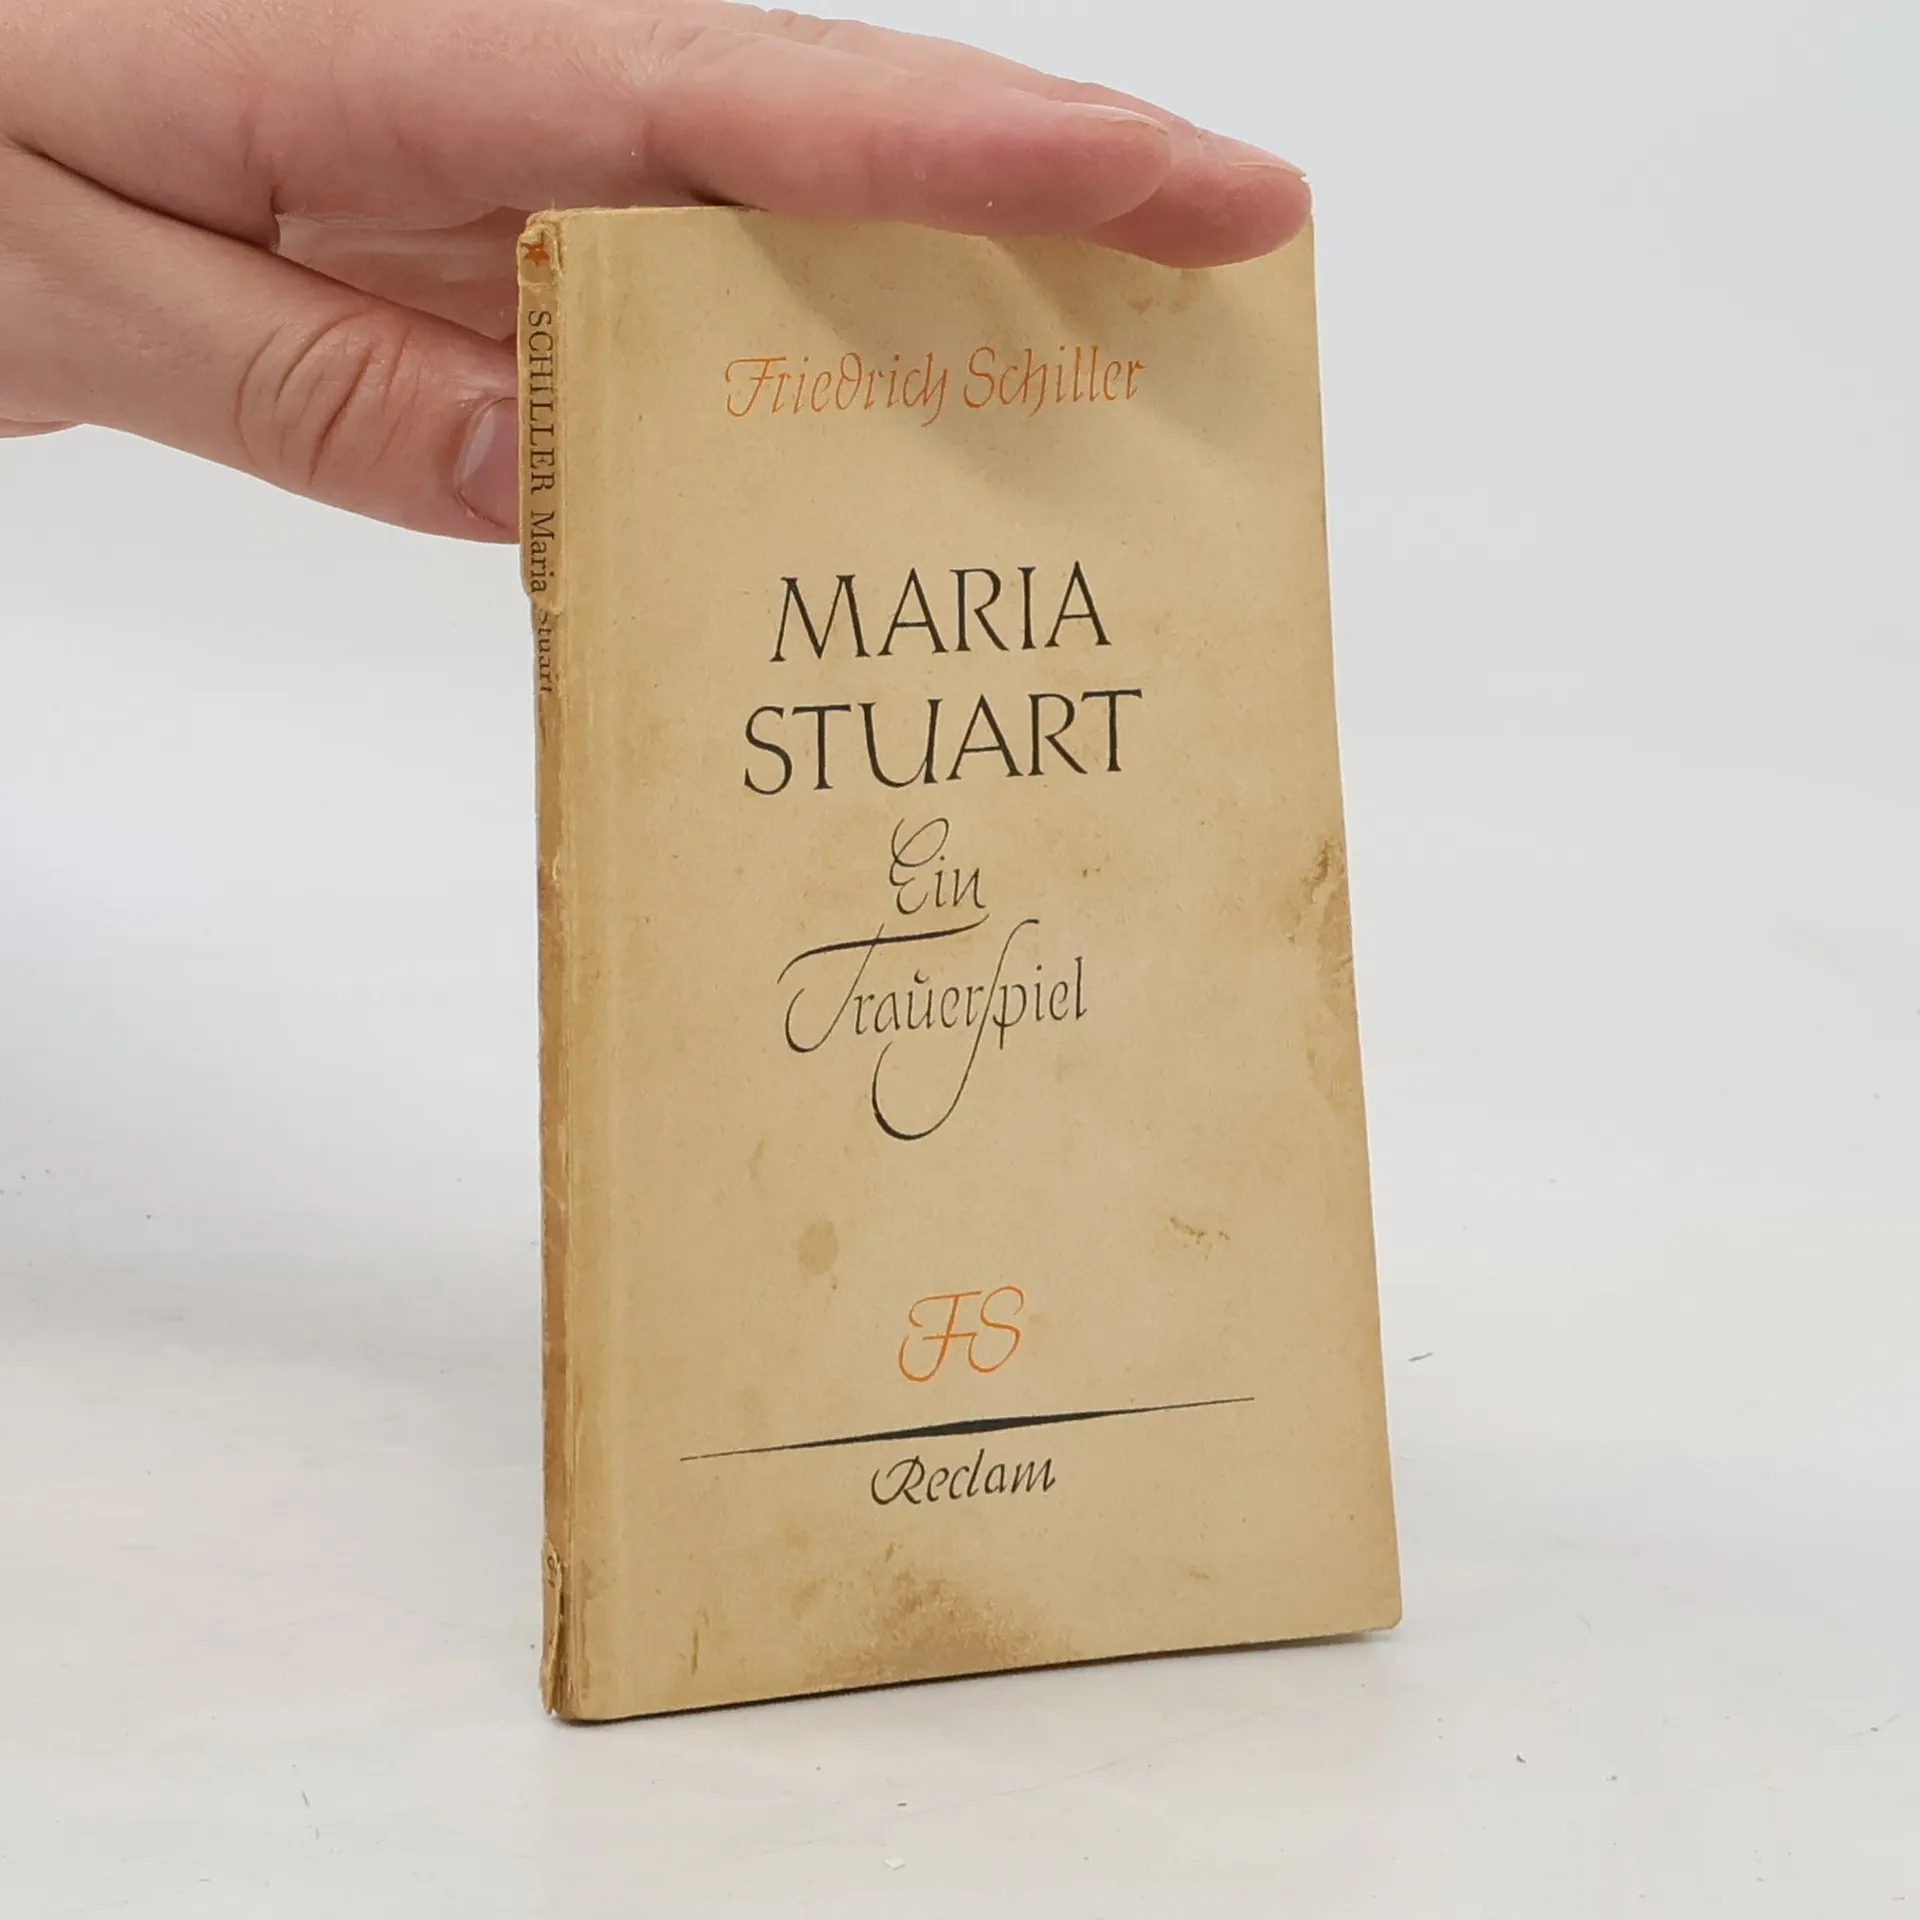 SCHILLER Maria Stuart
Friedrich Schiller
MARIA
STUART
Ein
Trauerspiel
FS
Reclam